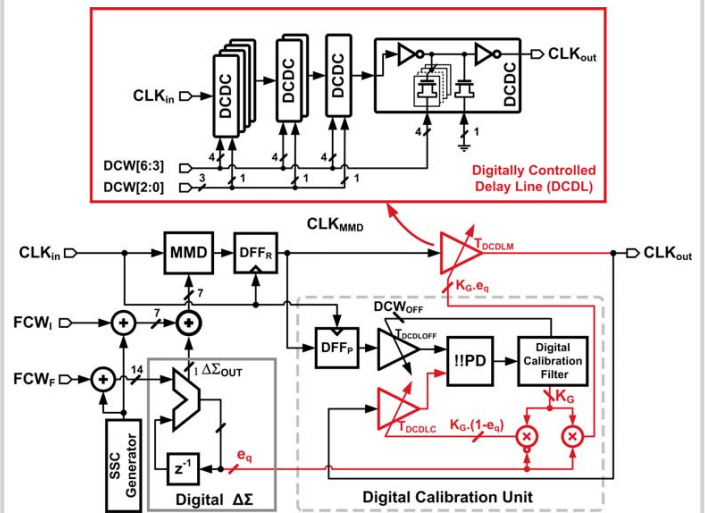 CLKin
DCDC
DCDC
DCDC
DCDC
CLKout
4
1
4
1
4
1
4
1
DCW[6:3]
DCW[2:0]
3
Digitally Controlled
Delay Line (DCDL)
CLKMMD
CLKin
MMD
DFFR
TDCDLM
CLKout
KG.eq
7
FCWI
+
7
+
DCWOFF
DFFP
TDCDLOFF
!!PD
Digital
Calibration
Filter
FCWF
+
14
1 ΔΣOUT
TDCDLC
KG
KG.(1-eq)
×
×
SSC
Generator
z-1
eq
Digital ΔΣ
Digital Calibration Unit